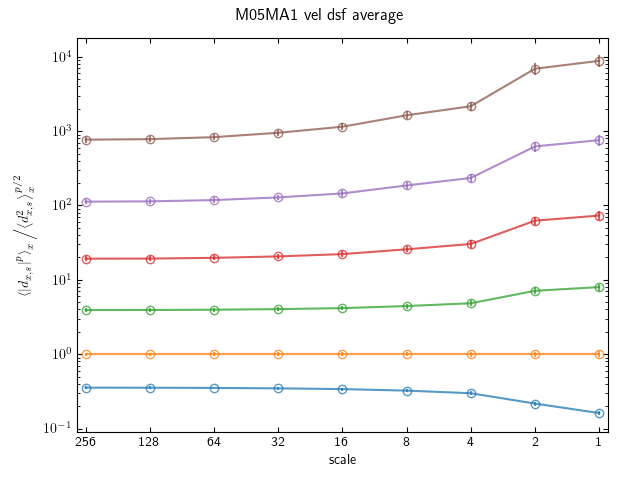 M05MA1 vel dsf average
⟨|d_{x,s}|^p⟩_x / ⟨d^2_{x,s}⟩_x^{p/2}
10^4
10^3
10^2
10^1
10^0
10^{-1}
256 128 64 32 16 8 4 2 1
scale